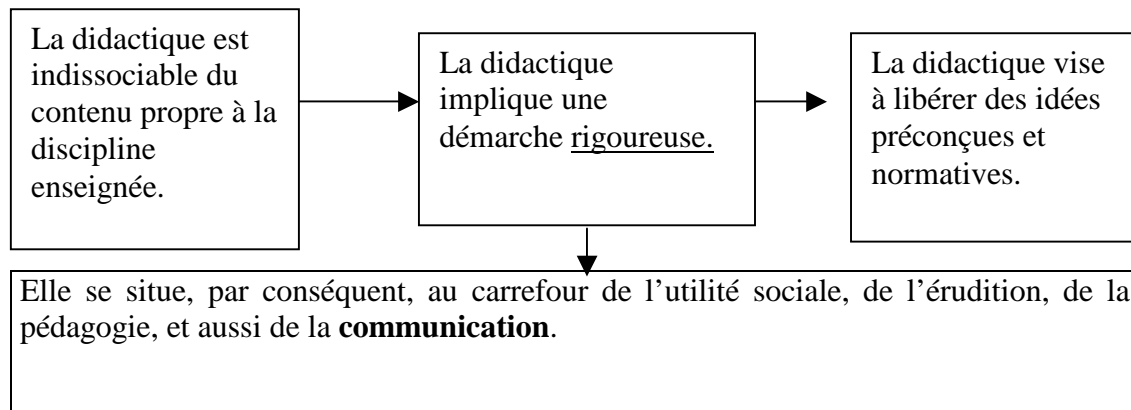 La didactique est
indissociable du
contenu propre à la
discipline
enseignée.
La didactique
implique une
démarche rigoureuse.
La didactique vise
à libérer des idées
préconçues et
normatives.
Elle se situe, par conséquent, au carrefour de l’utilité sociale, de l’érudition, de la
pédagogie, et aussi de la communication.